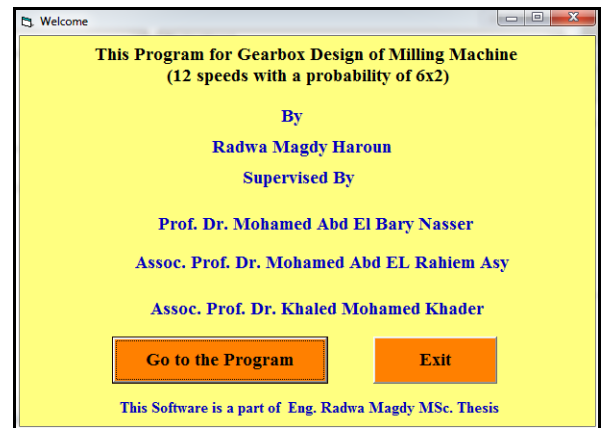 Welcome
This Program for Gearbox Design of Milling Machine
(12 speeds with a probability of 6x2)
By
Radwa Magdy Haroun
Supervised By
Prof. Dr. Mohamed Abd El Bary Nasser
Assoc. Prof. Dr. Mohamed Abd EL Rahiem Asy
Assoc. Prof. Dr. Khaled Mohamed Khader
Go to the Program Exit
This Software is a part of Eng. Radwa Magdy MSc. Thesis